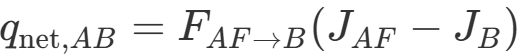 $q_{\text{net},AB} = F_{AF \to B}(J_{AF} - J_B)$